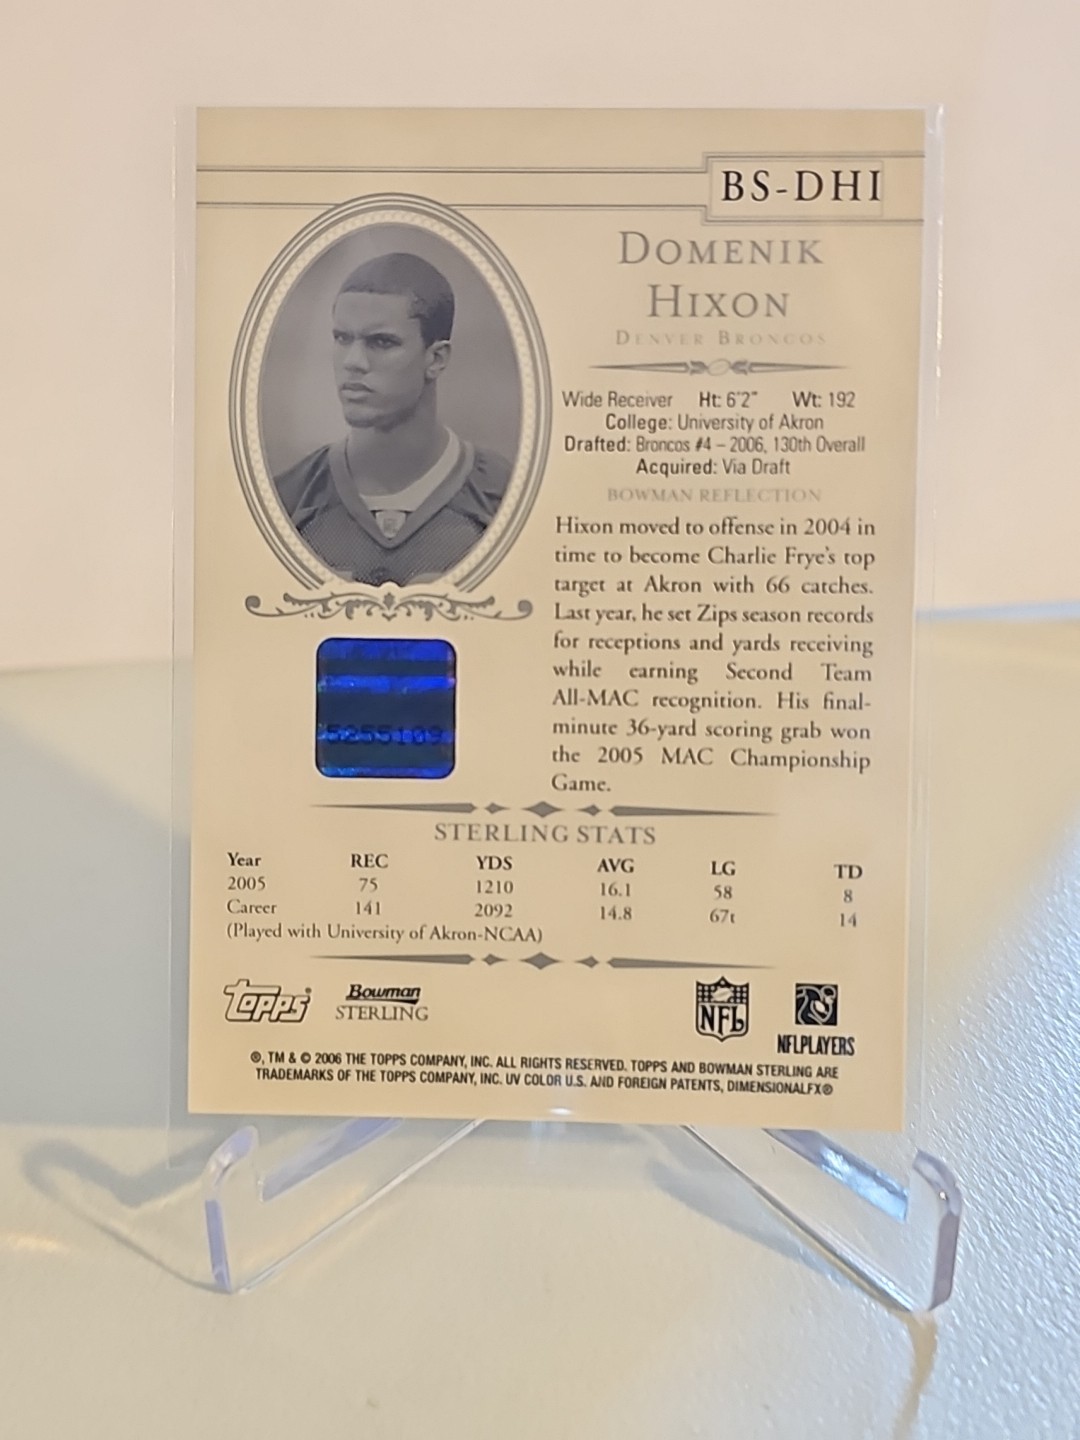 BS-DHI
DOMENIK
HIXON
DENVER BRONCOS
Wide Receiver Ht: 6'2" Wt: 192
College: University of Akron
Drafted: Broncos #4 – 2006, 130th Overall
Acquired: Via Draft
BOWMAN REFLECTION
Hixon moved to offense in 2004 in
time to become Charlie Frye's top
target at Akron with 66 catches.
Last year, he set Zips season records
for receptions and yards receiving
while earning Second Team
All-MAC recognition. His final-
minute 36-yard scoring grab won
the 2005 MAC Championship
Game.
STERLING STATS
Year REC YDS AVG LG TD
2005 75 1210 16.1 58 8
Career 141 2092 14.8 67t 14
(Played with University of Akron-NCAA)
Topps® Bowman NFL
STERLING NFLPLAYERS
®, TM & © 2006 THE TOPPS COMPANY, INC. ALL RIGHTS RESERVED. TOPPS AND BOWMAN STERLING ARE
TRADEMARKS OF THE TOPPS COMPANY, INC. UV COLOR U.S. AND FOREIGN PATENTS, DIMENSIONALFX®